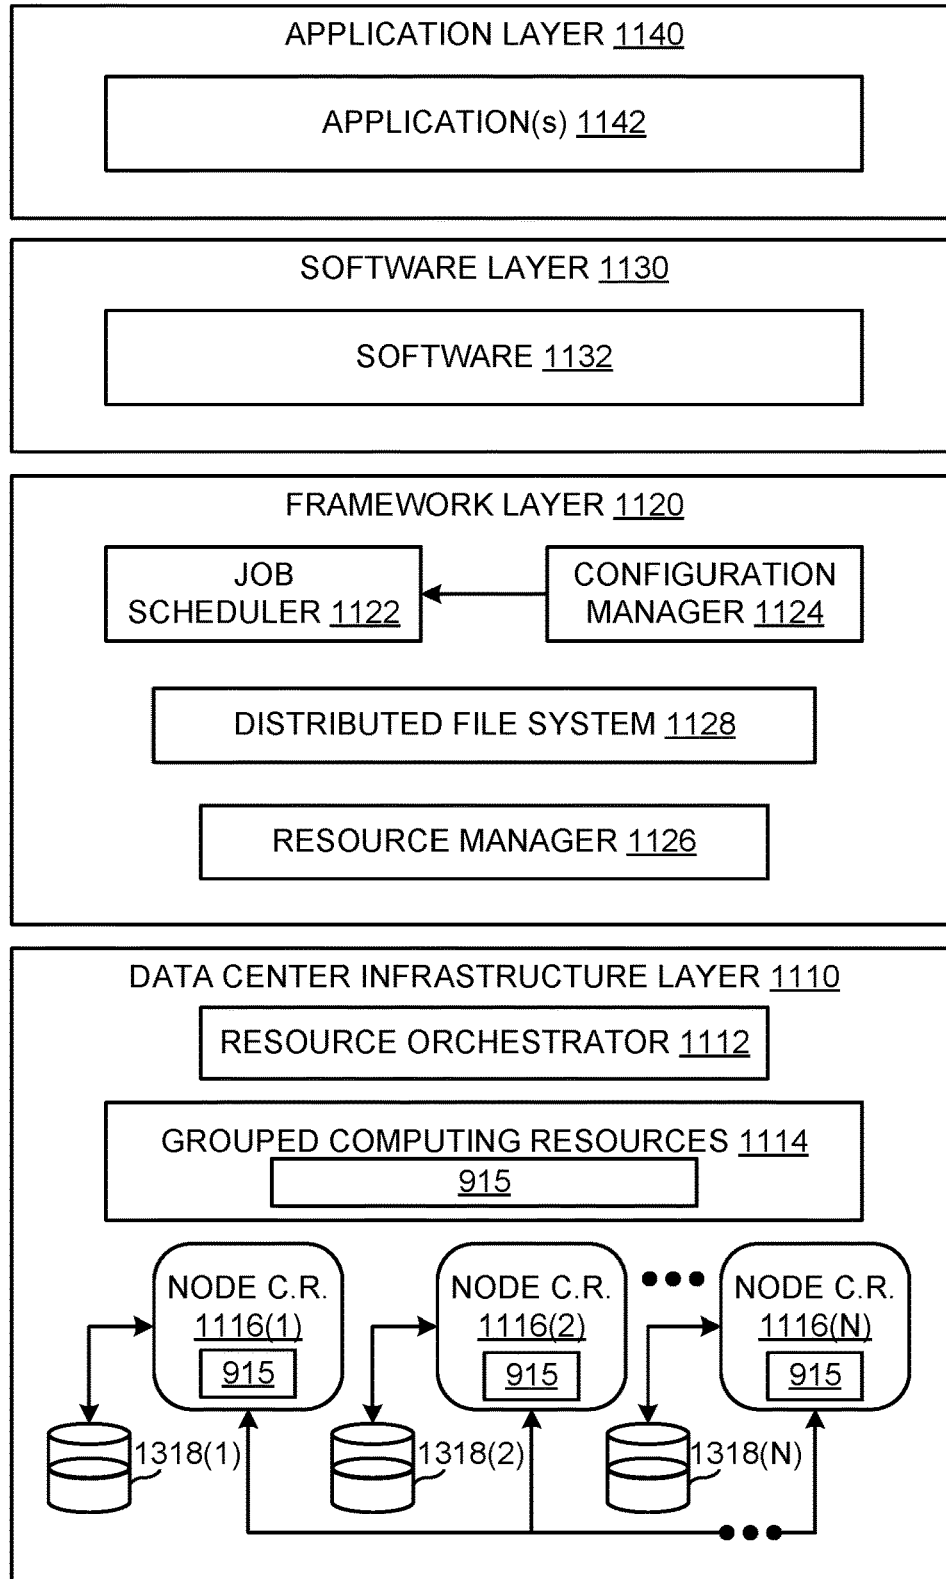 APPLICATION LAYER 1140
APPLICATION(s) 1142
SOFTWARE LAYER 1130
SOFTWARE 1132
FRAMEWORK LAYER 1120
JOB
SCHEDULER 1122
CONFIGURATION
MANAGER 1124
DISTRIBUTED FILE SYSTEM 1128
RESOURCE MANAGER 1126
DATA CENTER INFRASTRUCTURE LAYER 1110
RESOURCE ORCHESTRATOR 1112
GROUPED COMPUTING RESOURCES 1114
915
NODE C.R.
1116(1)
915
NODE C.R.
1116(2)
915
NODE C.R.
1116(N)
915
1318(1)
1318(2)
1318(N)